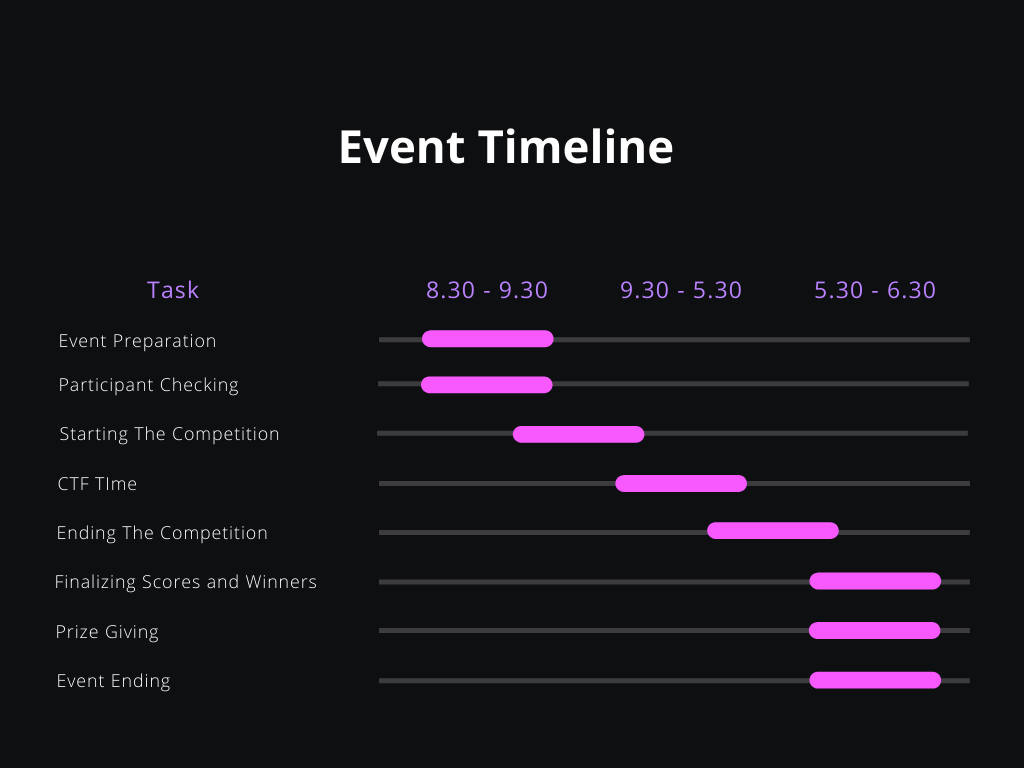 Event Timeline
Task 8.30 - 9.30 9.30 - 5.30 5.30 - 6.30
Event Preparation
Participant Checking
Starting The Competition
CTF TIme
Ending The Competition
Finalizing Scores and Winners
Prize Giving
Event Ending